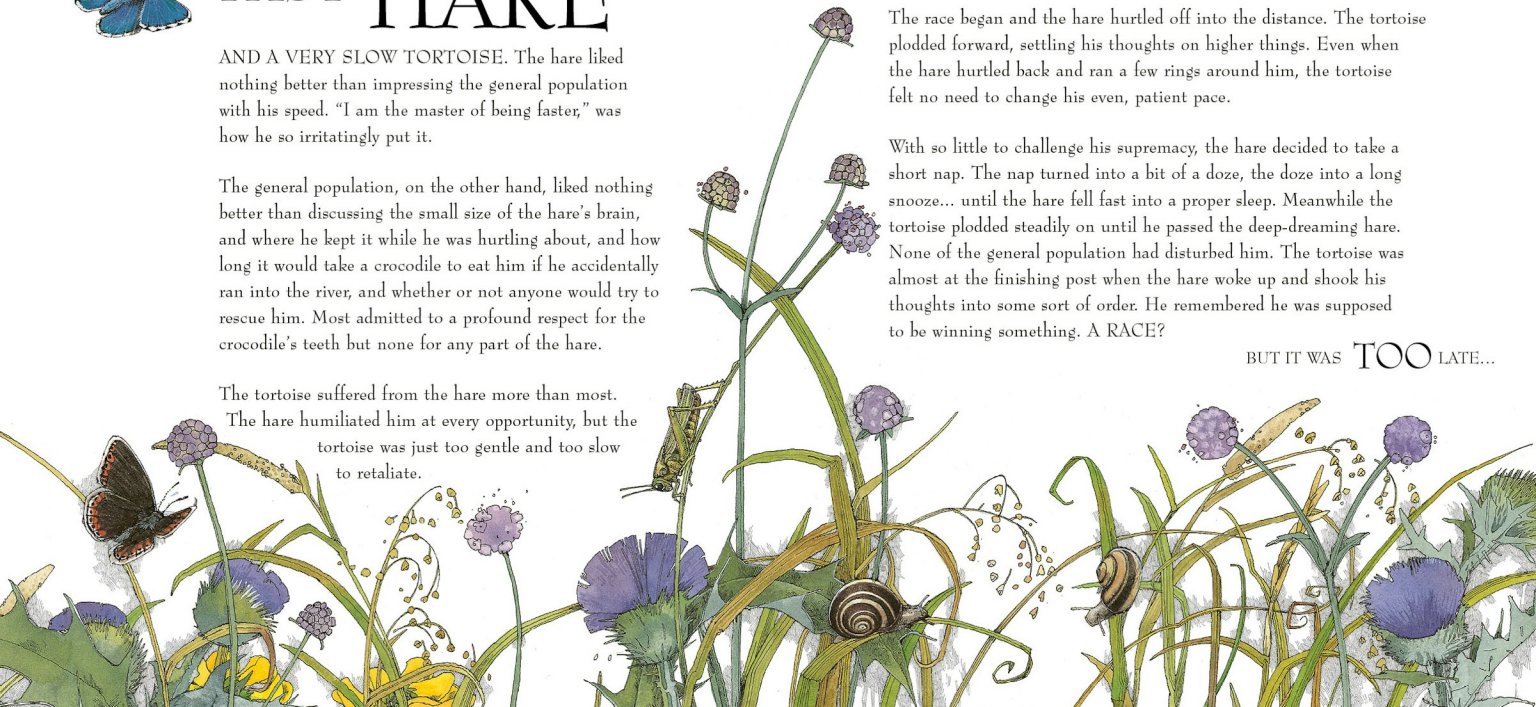 HARE
AND A VERY SLOW TORTOISE. The hare liked
nothing better than impressing the general population
with his speed. “I am the master of being faster,” was
how he so irritatingly put it.
The general population, on the other hand, liked nothing
better than discussing the small size of the hare’s brain,
and where he kept it while he was hurtling about, and how
long it would take a crocodile to eat him if he accidentally
ran into the river, and whether or not anyone would try to
rescue him. Most admitted to a profound respect for the
crocodile’s teeth but none for any part of the hare.
The tortoise suffered from the hare more than most.
The hare humiliated him at every opportunity, but the
tortoise was just too gentle and too slow
to retaliate.
The race began and the hare hurtled off into the distance. The tortoise
plodded forward, settling his thoughts on higher things. Even when
the hare hurtled back and ran a few rings around him, the tortoise
felt no need to change his even, patient pace.
With so little to challenge his supremacy, the hare decided to take a
short nap. The nap turned into a bit of a doze, the doze into a long
snooze... until the hare fell fast into a proper sleep. Meanwhile the
tortoise plodded steadily on until he passed the deep-dreaming hare.
None of the general population had disturbed him. The tortoise was
almost at the finishing post when the hare woke up and shook his
thoughts into some sort of order. He remembered he was supposed
to be winning something. A RACE?
BUT IT WAS TOO LATE...